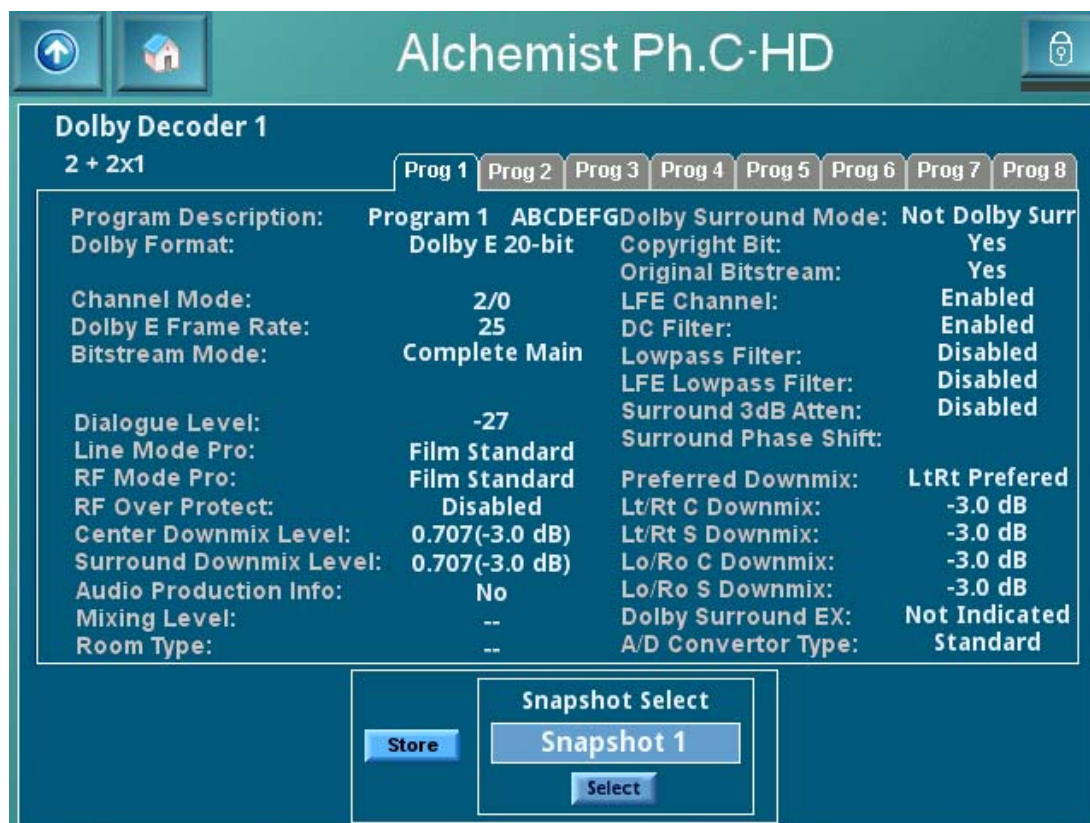 Alchemist Ph.C-HD
Dolby Decoder 1
2 + 2x1
Prog 1 Prog 2 Prog 3 Prog 4 Prog 5 Prog 6 Prog 7 Prog 8
Program Description: Program 1 ABCDEFG
Dolby Format: Dolby E 20-bit
Channel Mode: 2/0
Dolby E Frame Rate: 25
Bitstream Mode: Complete Main
Dialogue Level: -27
Line Mode Pro: Film Standard
RF Mode Pro: Film Standard
RF Over Protect: Disabled
Center Downmix Level: 0.707(-3.0 dB)
Surround Downmix Level: 0.707(-3.0 dB)
Audio Production Info: No
Mixing Level: --
Room Type: --
Dolby Surround Mode: Not Dolby Surr
Copyright Bit: Yes
Original Bitstream: Yes
LFE Channel: Enabled
DC Filter: Enabled
Lowpass Filter: Disabled
LFE Lowpass Filter: Disabled
Surround 3dB Atten: Disabled
Surround Phase Shift:
Preferred Downmix: LtRt Prefered
Lt/Rt C Downmix: -3.0 dB
Lt/Rt S Downmix: -3.0 dB
Lo/Ro C Downmix: -3.0 dB
Lo/Ro S Downmix: -3.0 dB
Dolby Surround EX: Not Indicated
A/D Convertor Type: Standard
Snapshot Select
Store
Snapshot 1
Select